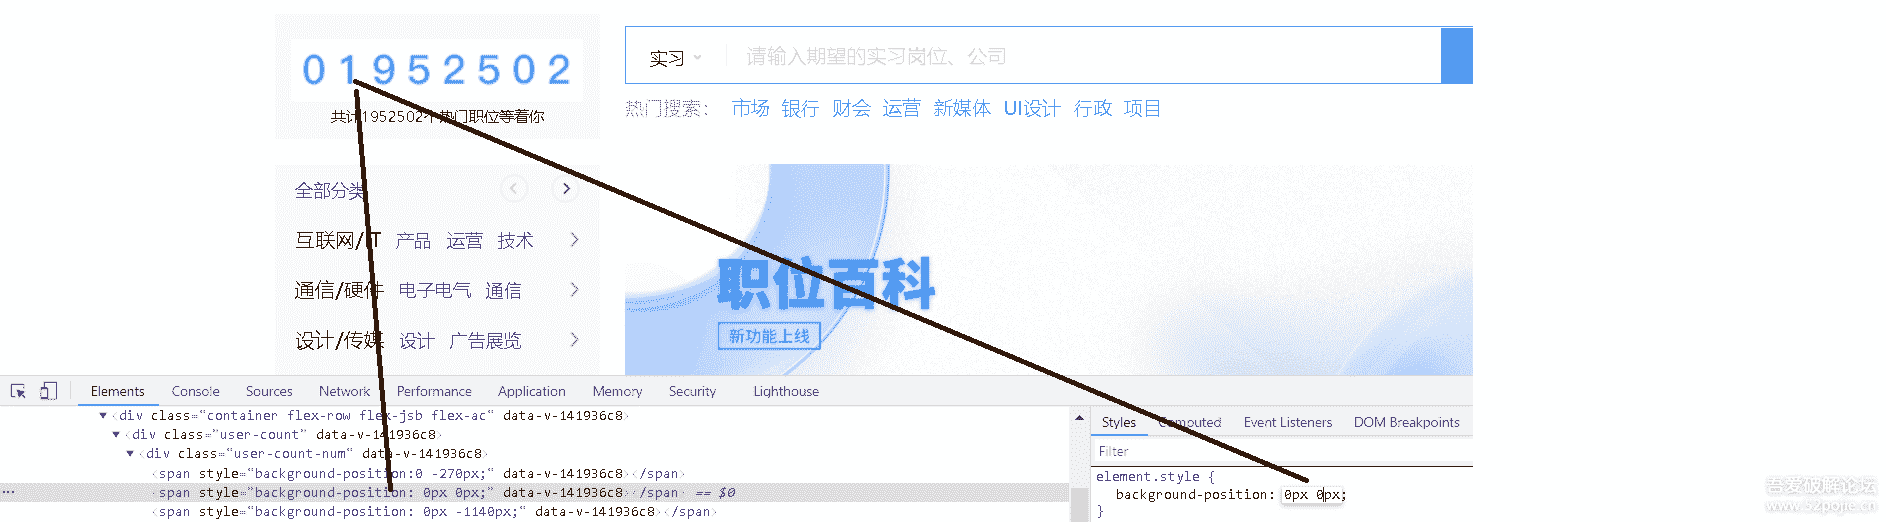 01952502
共计1952502个热门职位等着你
实习
请输入期望的实习岗位、公司
热门搜索: 市场 银行 财会 运营 新媒体 UI设计 行政 项目
全部分类
互联网/IT 产品 运营 技术
通信/硬件 电子电气 通信
设计/传媒 设计 广告展览
职位百科
新功能上线
Elements Console Sources Network Performance Application Memory Security Lighthouse
<div class="container flex-row flex-jsb flex-ac" data-v-141936c8>
<div class="user-count" data-v-141936c8>
<div class="user-count-num" data-v-141936c8>
<span style="background-position:0 -270px;" data-v-141936c8></span>
<span style="background-position: 0px 0px;" data-v-141936c8></span> == $0
<span style="background-position: 0px -1140px;" data-v-141936c8></span>
Styles Computed Event Listeners DOM Breakpoints
Filter
element.style {
background-position: 0px 0px;
}
吾爱破解论坛
www.52pojie.cn